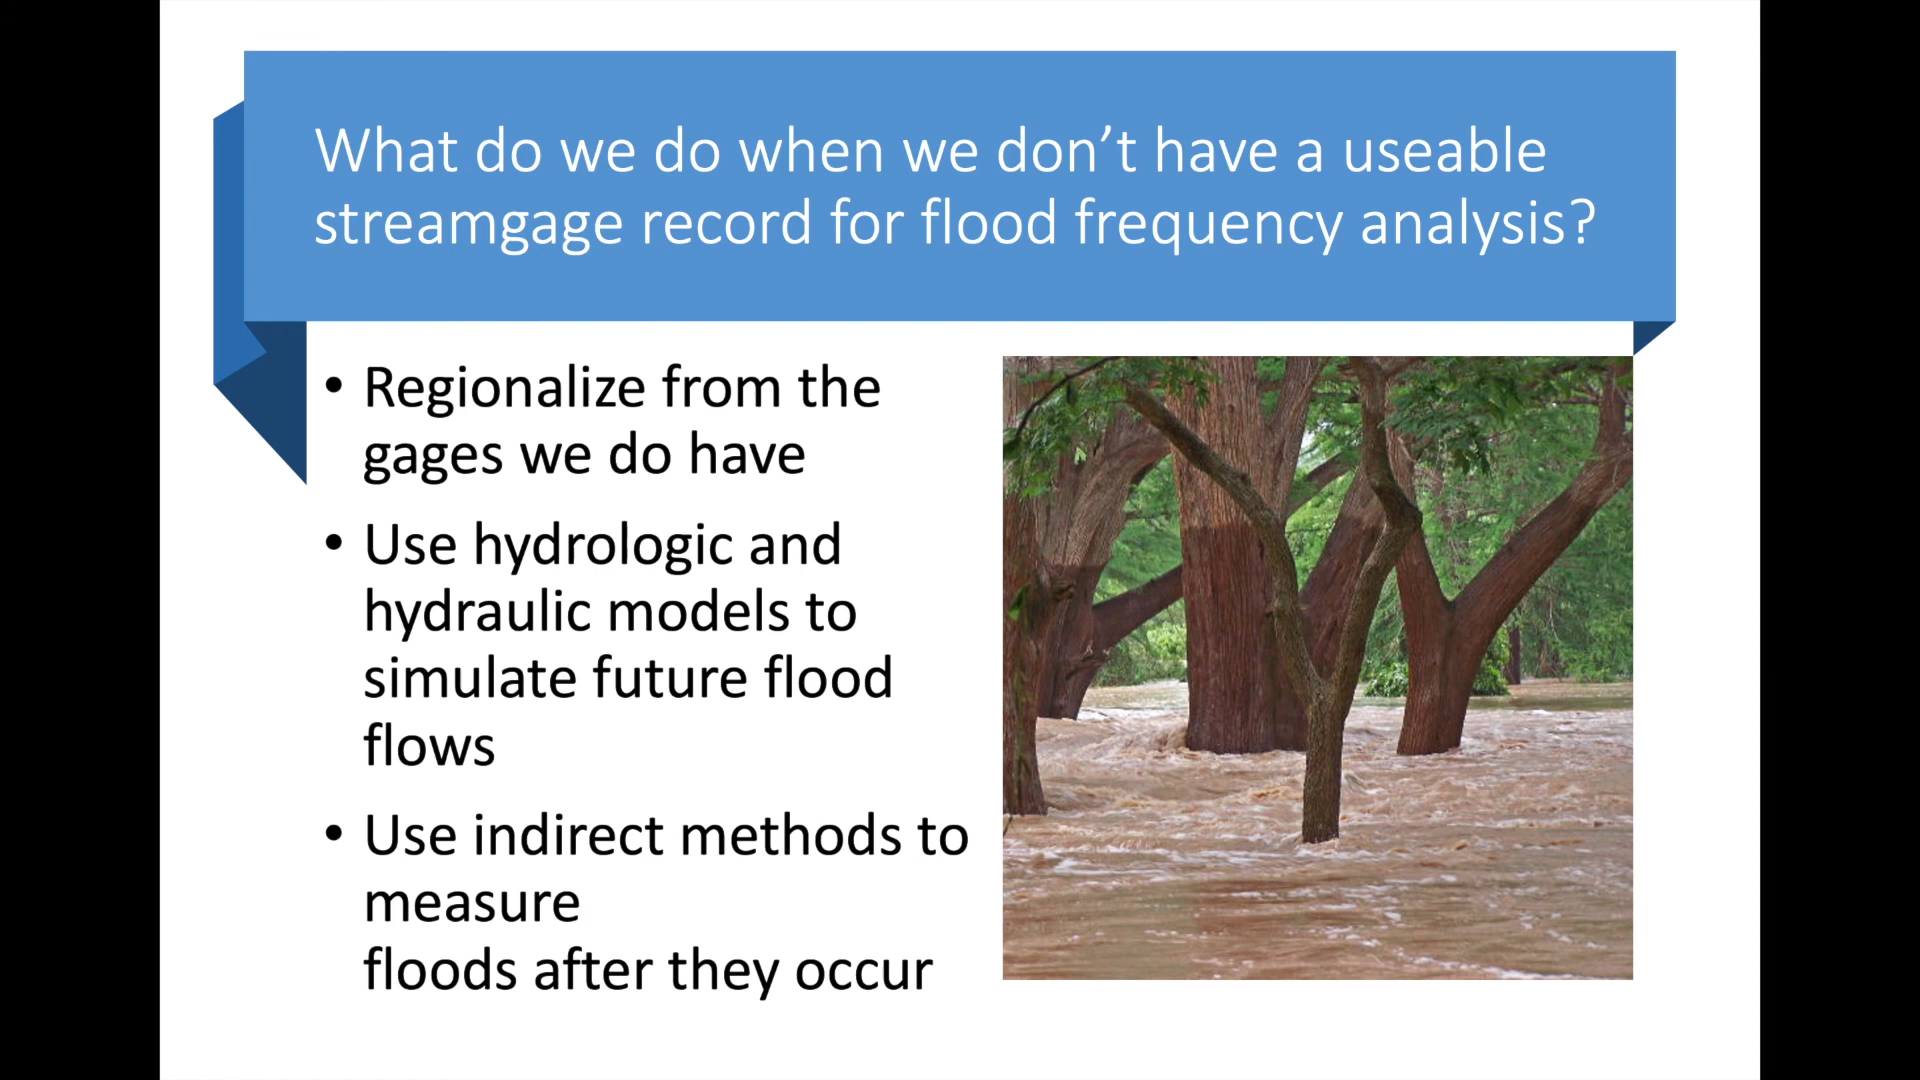 What do we do when we don’t have a useable
streamgage record for flood frequency analysis?
• Regionalize from the
gages we do have
• Use hydrologic and
hydraulic models to
simulate future flood
flows
• Use indirect methods to
measure
floods after they occur